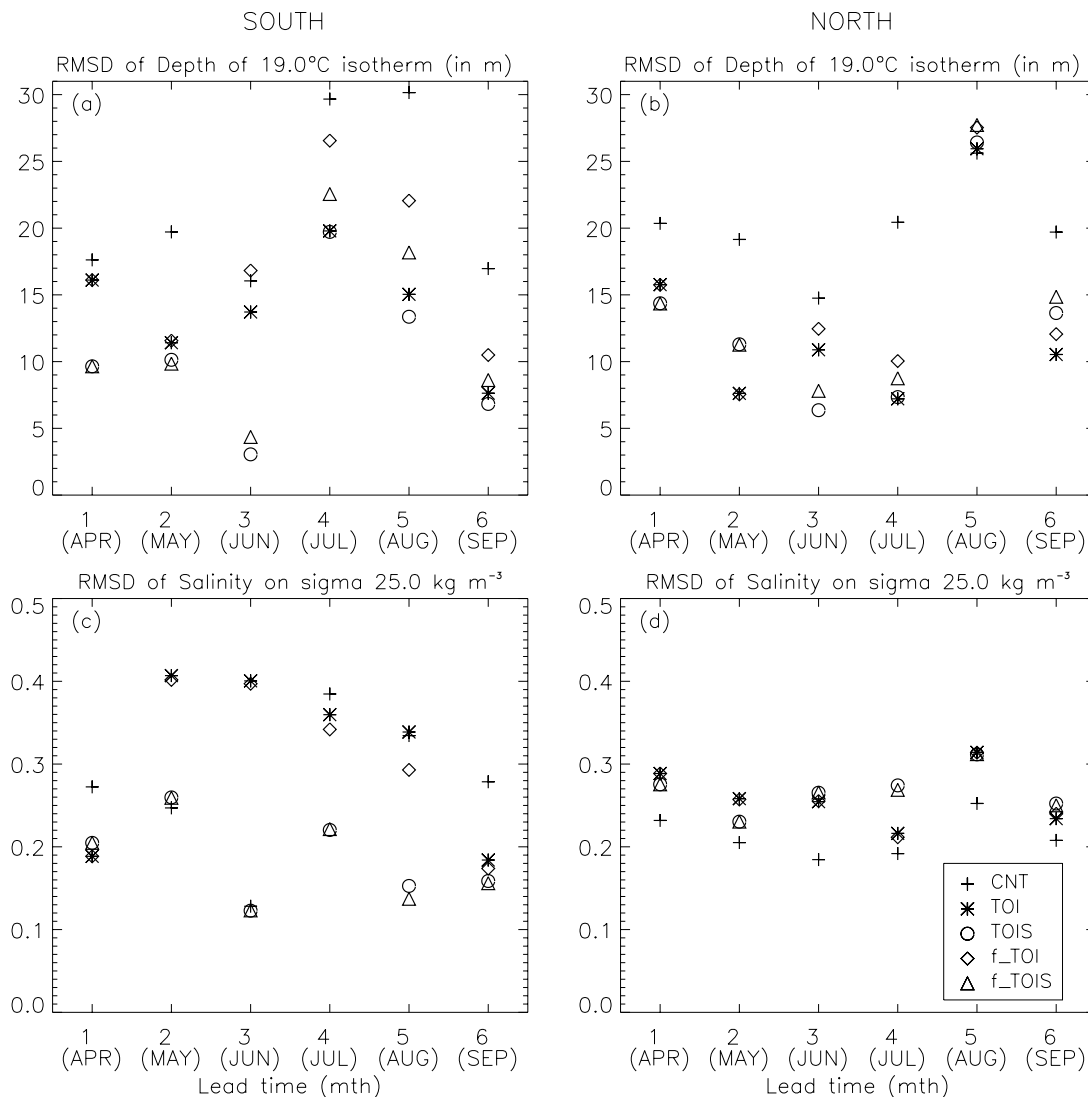 SOUTH
NORTH
RMSD of Depth of 19.0°C isotherm (in m)
RMSD of Depth of 19.0°C isotherm (in m)
(a)
30
25
20
15
10
5
0
1 2 3 4 5 6
(APR) (MAY) (JUN) (JUL) (AUG) (SEP)
(b)
30
25
20
15
10
5
0
1 2 3 4 5 6
(APR) (MAY) (JUN) (JUL) (AUG) (SEP)
RMSD of Salinity on sigma 25.0 kg m⁻³
(c)
0.5
0.4
0.3
0.2
0.1
0.0
1 2 3 4 5 6
(APR) (MAY) (JUN) (JUL) (AUG) (SEP)
Lead time (mth)
RMSD of Salinity on sigma 25.0 kg m⁻³
(d)
0.5
0.4
0.3
0.2
0.1
0.0
CNT
TOI
TOIS
f_TOI
f_TOIS
1 2 3 4 5 6
(APR) (MAY) (JUN) (JUL) (AUG) (SEP)
Lead time (mth)